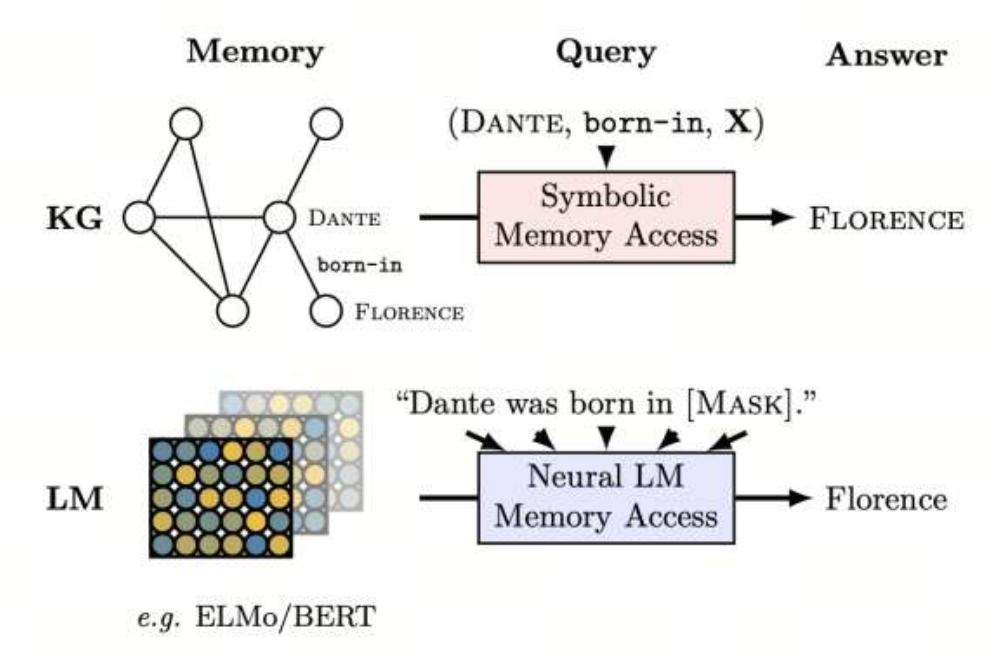 Memory
Query
Answer
KG
DANTE
born-in
FLORENCE
(DANTE, born-in, X)
Symbolic
Memory Access
FLORENCE
LM
e.g. ELMo/BERT
“Dante was born in [MASK].”
Neural LM
Memory Access
Florence